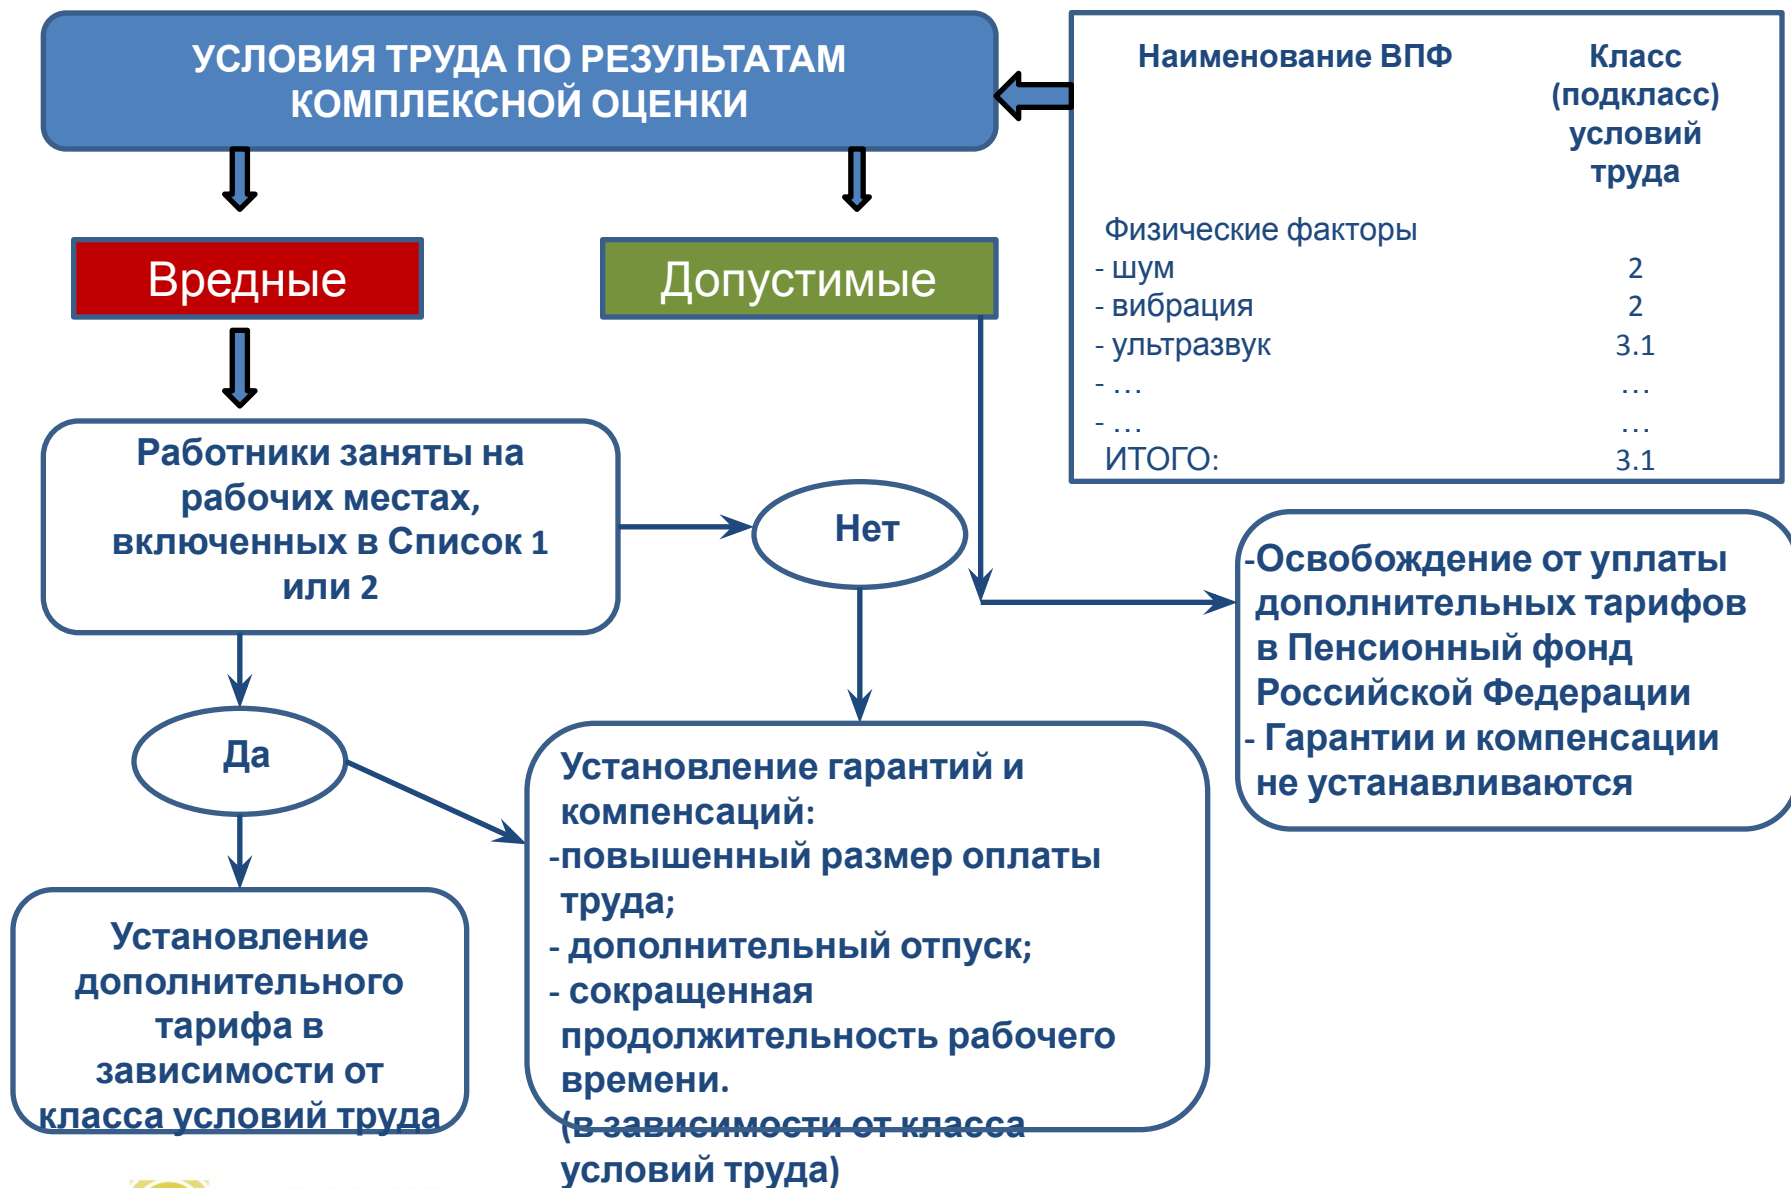 УСЛОВИЯ ТРУДА ПО РЕЗУЛЬТАТАМ
КОМПЛЕКСНОЙ ОЦЕНКИ
Наименование ВПФ
Класс
(подкласс)
условий
труда
Физические факторы
- шум 2
- вибрация 2
- ультразвук 3.1
- … …
- … …
ИТОГО: 3.1
Вредные
Допустимые
Работники заняты на
рабочих местах,
включенных в Список 1
или 2
Нет
-Освобождение от уплаты
дополнительных тарифов
в Пенсионный фонд
Российской Федерации
- Гарантии и компенсации
не устанавливаются
Да
Установление гарантий и
компенсаций:
-повышенный размер оплаты
труда;
- дополнительный отпуск;
- сокращенная
продолжительность рабочего
времени.
(в зависимости от класса
условий труда)
Установление
дополнительного
тарифа в
зависимости от
класса условий труда